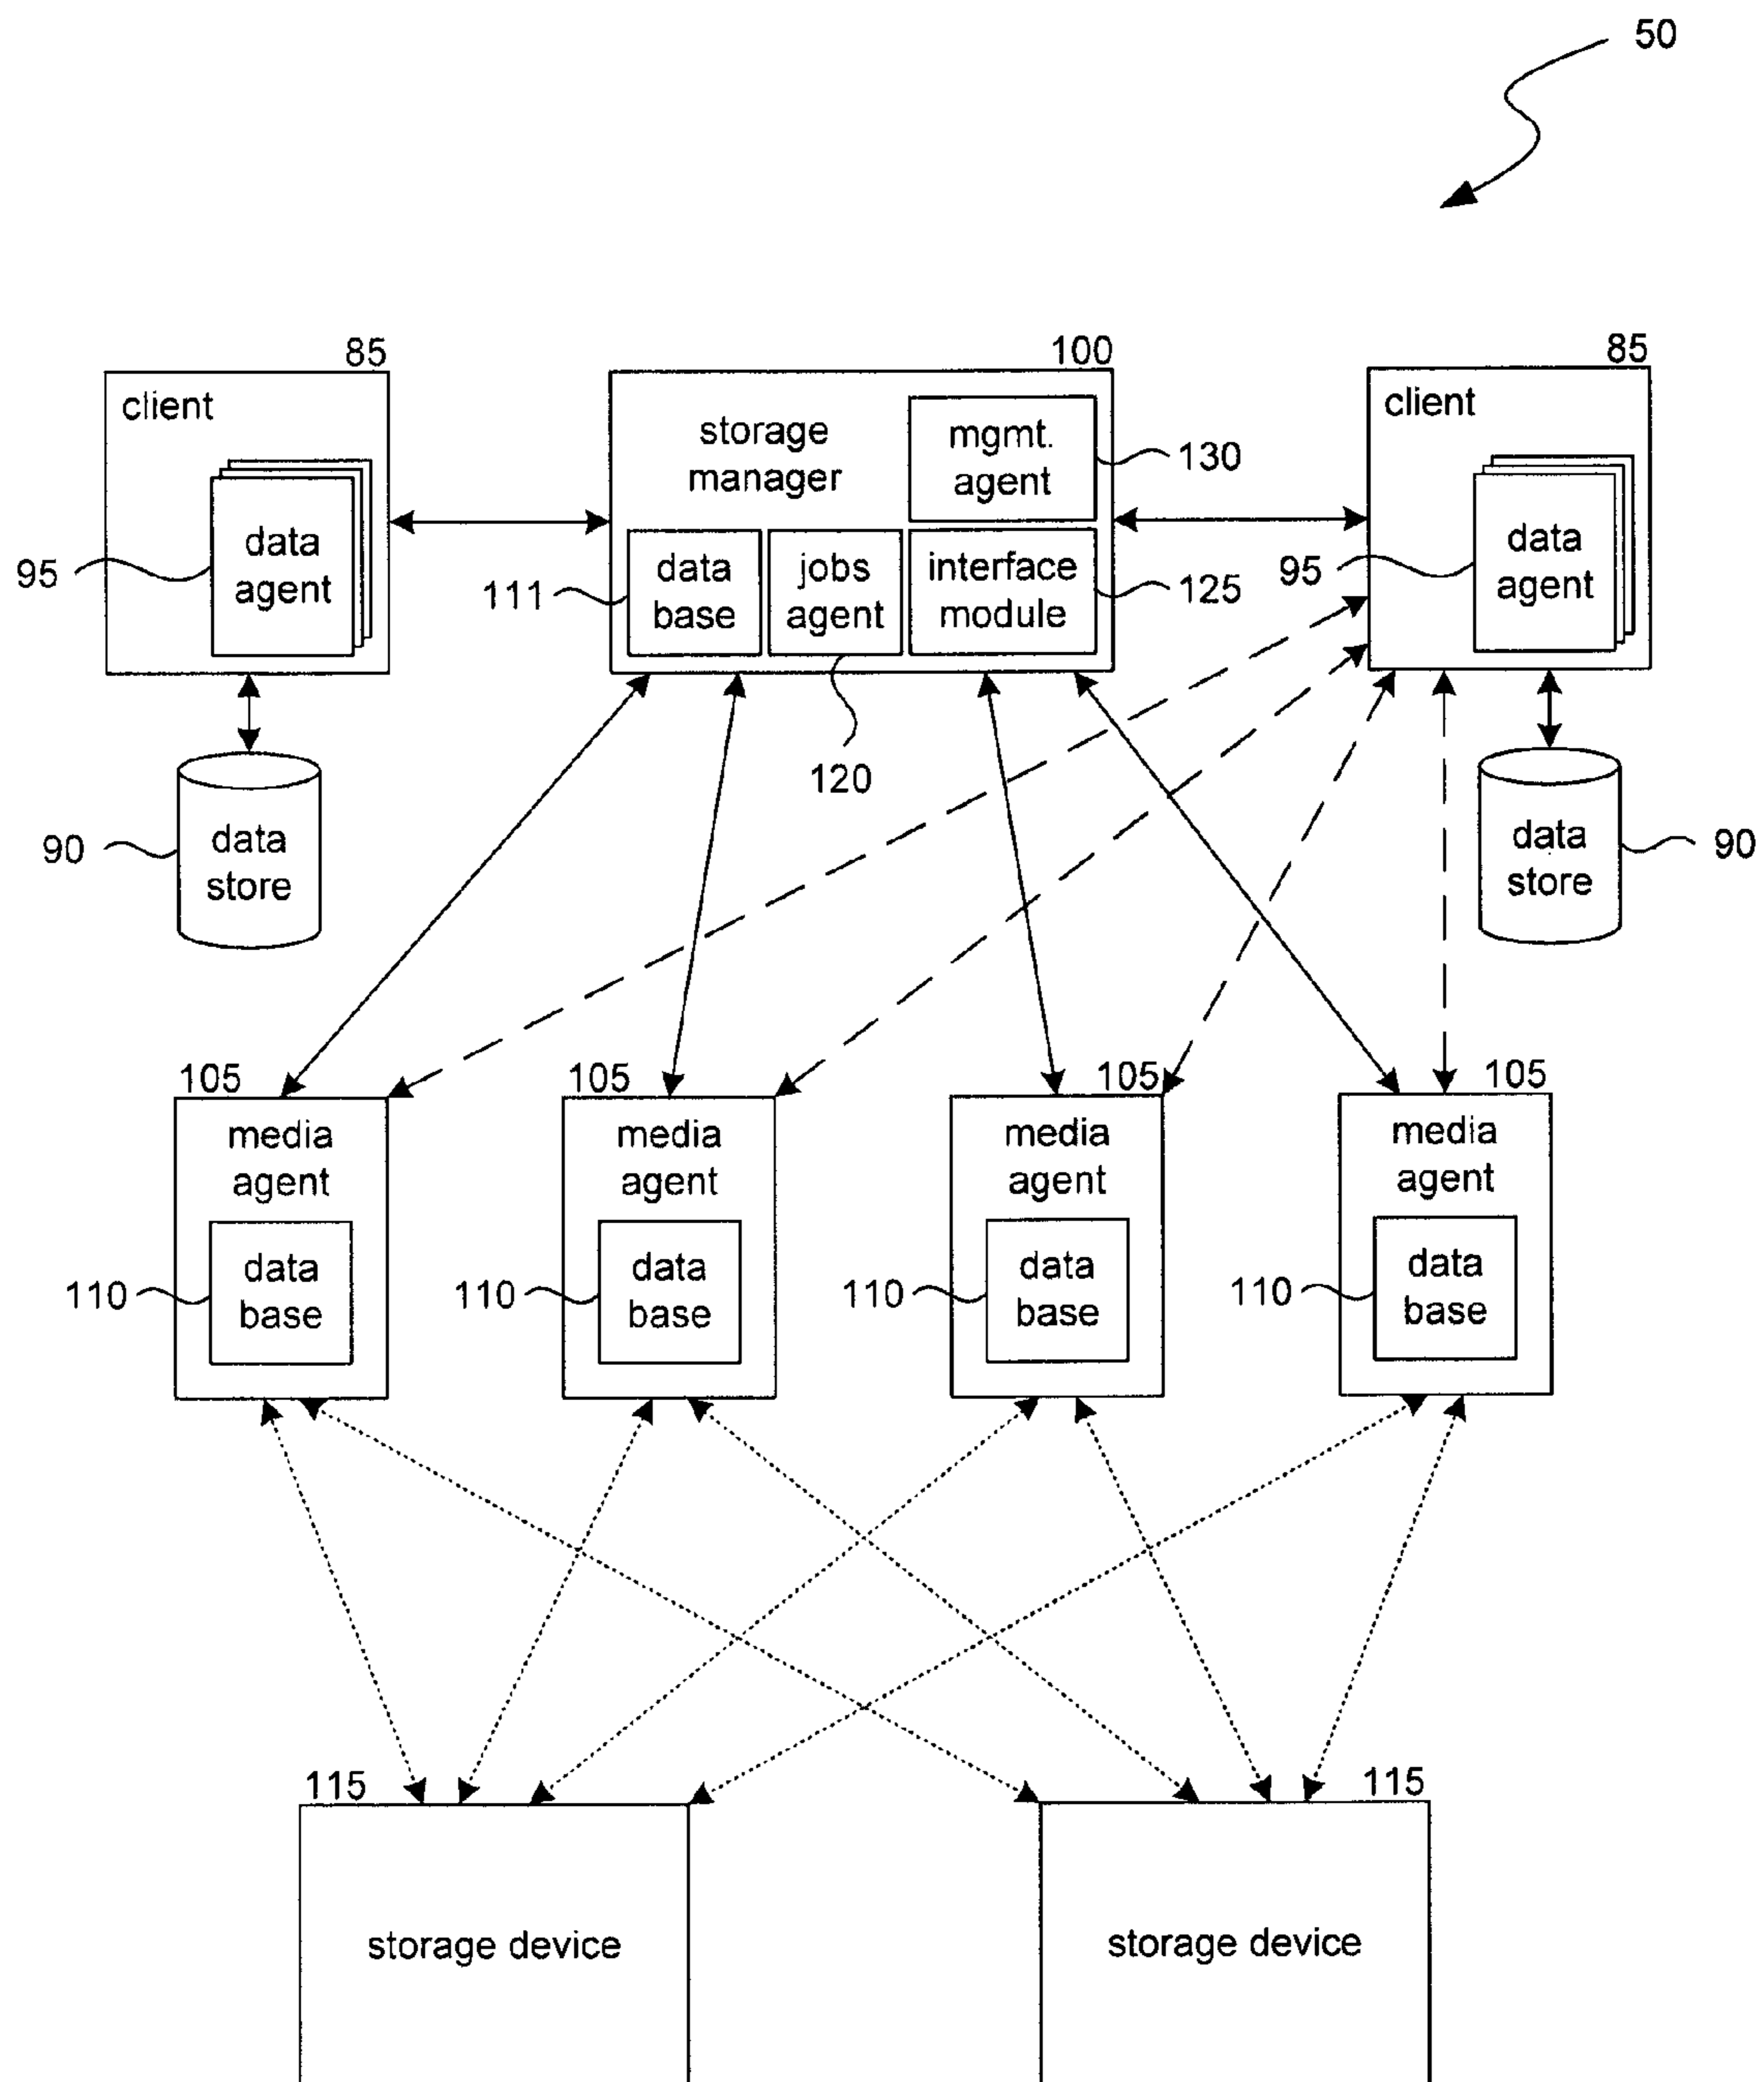 50
85
100
85
client
storage
manager
mgmt.
agent
130
client
data
agent
95
data
base
111
jobs
agent
interface
module
125
95
data
agent
120
90
data
store
data
store
90
105
105
105
105
media
agent
media
agent
media
agent
media
agent
110
data
base
110
data
base
110
data
base
110
data
base
115
115
storage device
storage device